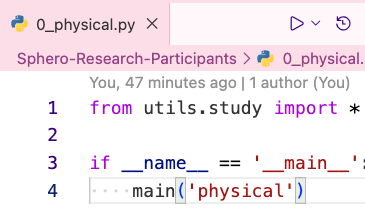 0_physical.py
Sphero-Research-Participants > 0_physical.
You, 47 minutes ago | 1 author (You)
1 from utils.study import *
2
3 if __name__ == '__main__':
4 main('physical')